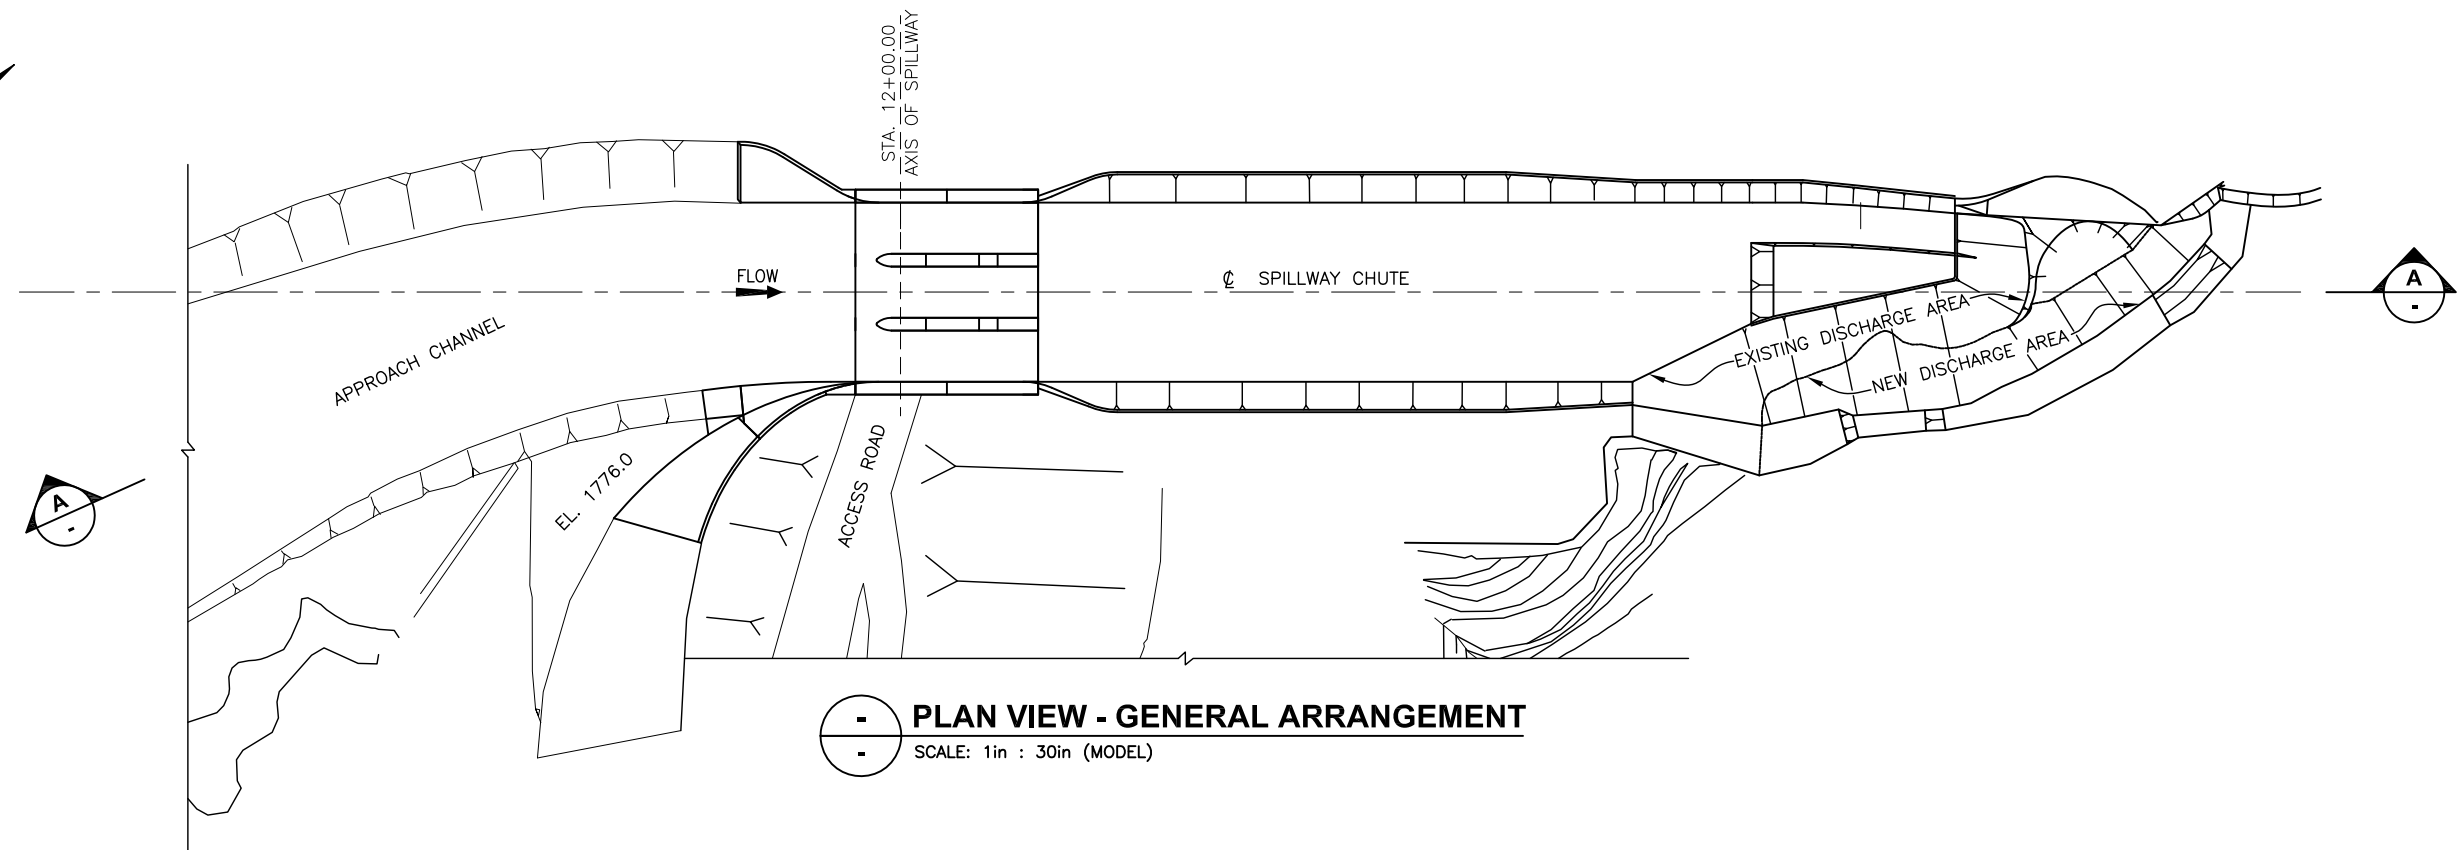 STA. 12+00.00
AXIS OF SPILLWAY
FLOW
℄ SPILLWAY CHUTE
A
-
APPROACH CHANNEL
EXISTING DISCHARGE AREA
NEW DISCHARGE AREA
A
-
EL. 1776.0
ACCESS ROAD
-
-
PLAN VIEW - GENERAL ARRANGEMENT
SCALE: 1in : 30in (MODEL)